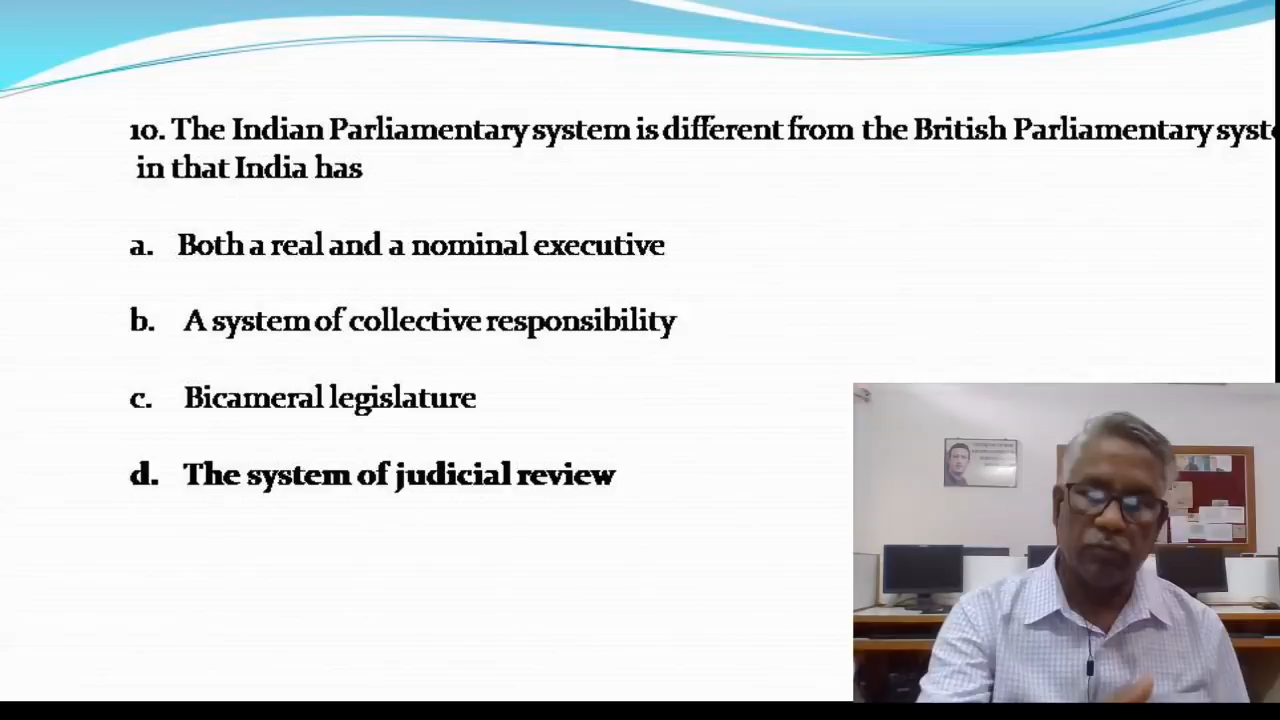 10. The Indian Parliamentary system is different from the British Parliamentary syst
in that India has
a. Both a real and a nominal executive
b. A system of collective responsibility
c. Bicameral legislature
d. The system of judicial review